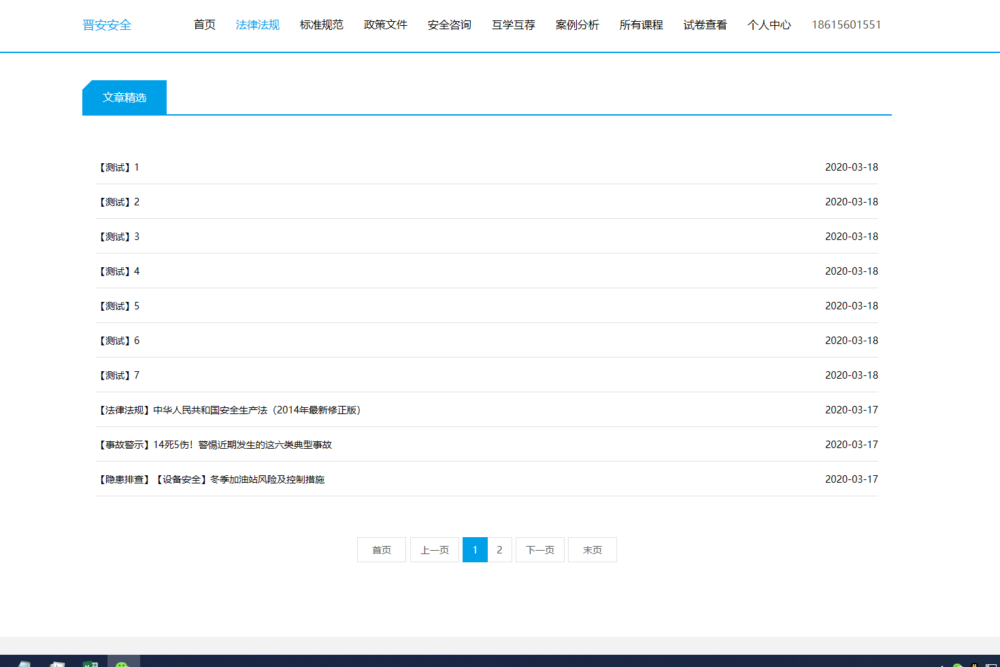 晋安安全 首页 法律法规 标准规范 政策文件 安全咨询 互学互荐 案例分析 所有课程 试卷查看 个人中心 18615601551
文章精选
【测试】1 2020-03-18
【测试】2 2020-03-18
【测试】3 2020-03-18
【测试】4 2020-03-18
【测试】5 2020-03-18
【测试】6 2020-03-18
【测试】7 2020-03-18
【法律法规】中华人民共和国安全生产法（2014年最新修正版） 2020-03-17
【事故警示】14死5伤！警惕近期发生的这六类典型事故 2020-03-17
【隐患排查】【设备安全】冬季加油站风险及控制措施 2020-03-17
首页 上一页 1 2 下一页 末页